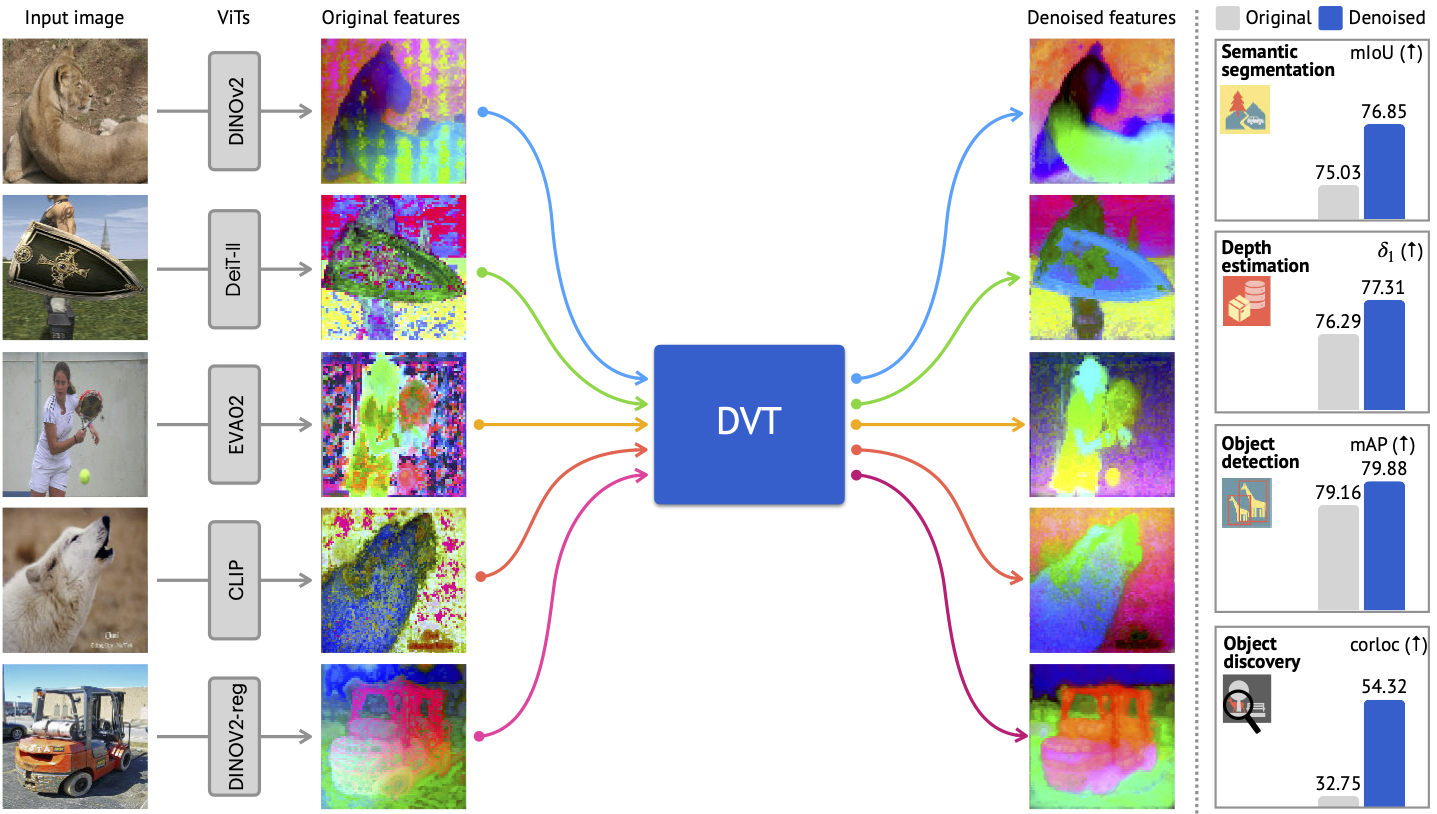 Input image
ViTs
Original features
Denoised features
Original
Denoised
DINOv2
DeiT-III
EVA02
CLIP
DINOV2-reg
DVT
Semantic
segmentation
mIoU (↑)
75.03
76.85
Depth
estimation
δ₁ (↑)
76.29
77.31
Object
detection
mAP (↑)
79.16
79.88
Object
discovery
corloc (↑)
32.75
54.32